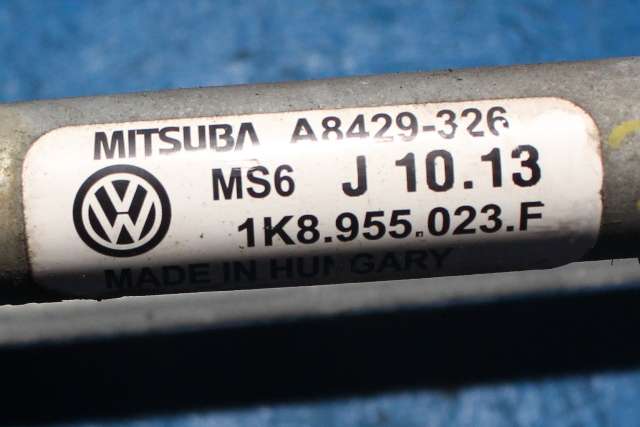 MITSUBA A8429-326
MS6 J 10.13
1K8.955.023.F
MADE IN HUNGARY